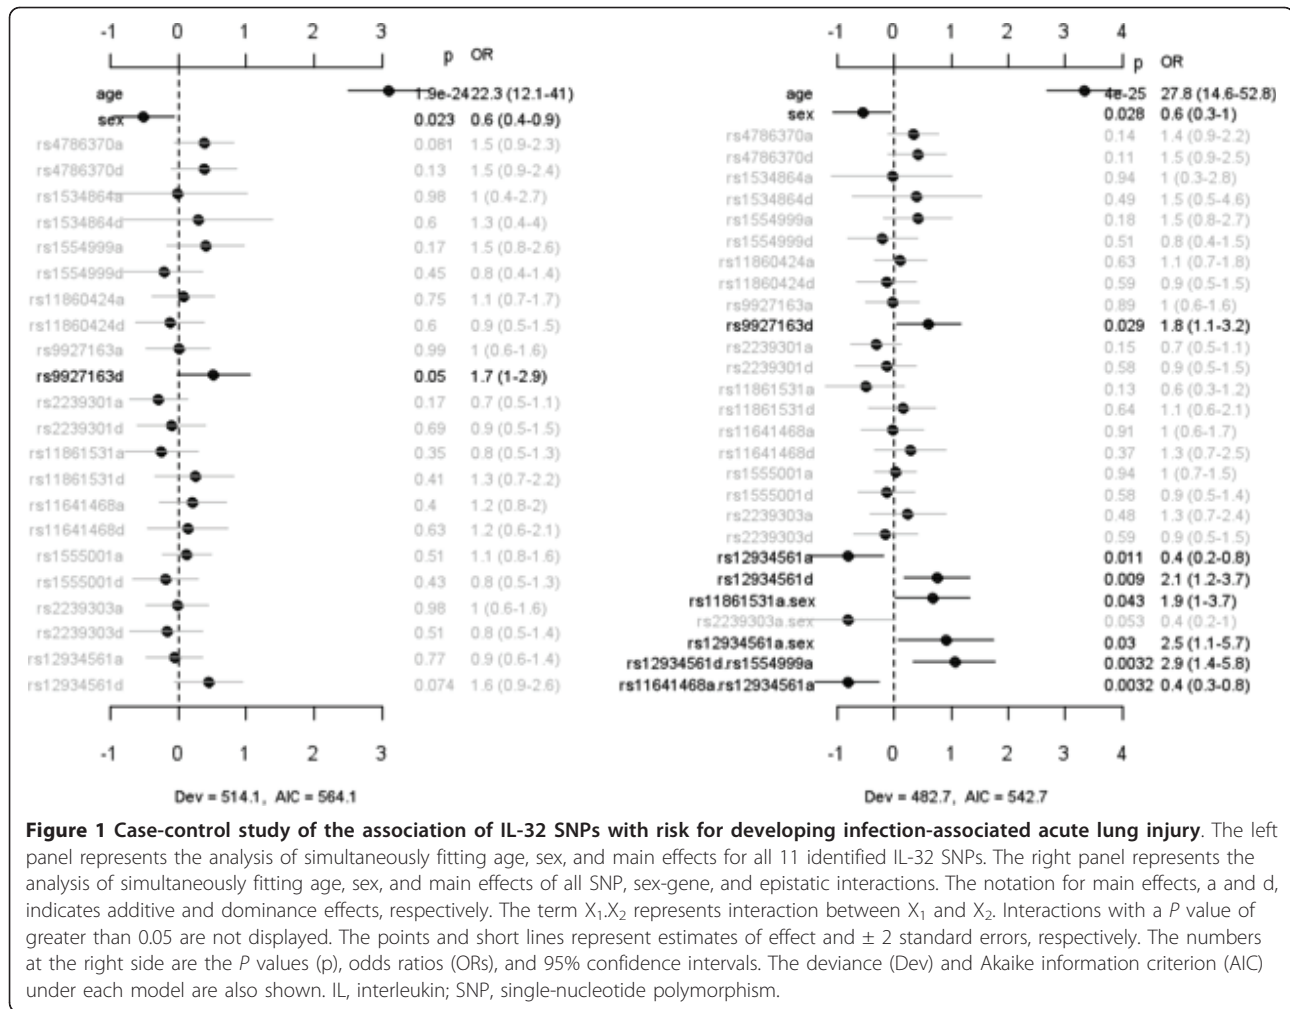 -1 0 1 2 3
p OR
age 1.9e-24 22.3 (12.1-41)
sex 0.023 0.6 (0.4-0.9)
rs4786370a 0.081 1.5 (0.9-2.3)
rs4786370d 0.13 1.5 (0.9-2.4)
rs1534864a 0.98 1 (0.4-2.7)
rs1534864d 0.6 1.3 (0.4-4)
rs1554999a 0.17 1.5 (0.8-2.6)
rs1554999d 0.45 0.8 (0.4-1.4)
rs11860424a 0.75 1.1 (0.7-1.7)
rs11860424d 0.6 0.9 (0.5-1.5)
rs9927163a 0.99 1 (0.6-1.6)
rs9927163d 0.05 1.7 (1-2.9)
rs2239301a 0.17 0.7 (0.5-1.1)
rs2239301d 0.69 0.9 (0.5-1.5)
rs11861531a 0.35 0.8 (0.5-1.3)
rs11861531d 0.41 1.3 (0.7-2.2)
rs11641468a 0.4 1.2 (0.8-2)
rs11641468d 0.63 1.2 (0.6-2.1)
rs1555001a 0.51 1.1 (0.8-1.6)
rs1555001d 0.43 0.8 (0.5-1.3)
rs2239303a 0.98 1 (0.6-1.6)
rs2239303d 0.51 0.8 (0.5-1.4)
rs12934561a 0.77 0.9 (0.6-1.4)
rs12934561d 0.074 1.6 (0.9-2.6)
-1 0 1 2 3
Dev = 514.1, AIC = 564.1
-1 0 1 2 3 4
p OR
age 4e-25 27.8 (14.6-52.8)
sex 0.028 0.6 (0.3-1)
rs4786370a 0.14 1.4 (0.9-2.2)
rs4786370d 0.11 1.5 (0.9-2.5)
rs1534864a 0.94 1 (0.3-2.8)
rs1534864d 0.49 1.5 (0.5-4.6)
rs1554999a 0.18 1.5 (0.8-2.7)
rs1554999d 0.51 0.8 (0.4-1.5)
rs11860424a 0.63 1.1 (0.7-1.8)
rs11860424d 0.59 0.9 (0.5-1.5)
rs9927163a 0.89 1 (0.6-1.6)
rs9927163d 0.029 1.8 (1.1-3.2)
rs2239301a 0.15 0.7 (0.5-1.1)
rs2239301d 0.58 0.9 (0.5-1.5)
rs11861531a 0.13 0.6 (0.3-1.2)
rs11861531d 0.64 1.1 (0.6-2.1)
rs11641468a 0.91 1 (0.6-1.7)
rs11641468d 0.37 1.3 (0.7-2.5)
rs1555001a 0.94 1 (0.7-1.5)
rs1555001d 0.58 0.9 (0.5-1.4)
rs2239303a 0.48 1.3 (0.7-2.4)
rs2239303d 0.59 0.9 (0.5-1.5)
rs12934561a 0.011 0.4 (0.2-0.8)
rs12934561d 0.009 2.1 (1.2-3.7)
rs11861531a.sex 0.043 1.9 (1-3.7)
rs2239303a.sex 0.053 0.4 (0.2-1)
rs12934561a.sex 0.03 2.5 (1.1-5.7)
rs12934561d.rs1554999a 0.0032 2.9 (1.4-5.8)
rs11641468a.rs12934561a 0.0032 0.4 (0.3-0.8)
-1 0 1 2 3 4
Dev = 482.7, AIC = 542.7
Figure 1 Case-control study of the association of IL-32 SNPs with risk for developing infection-associated acute lung injury. The left
panel represents the analysis of simultaneously fitting age, sex, and main effects for all 11 identified IL-32 SNPs. The right panel represents the
analysis of simultaneously fitting age, sex, and main effects of all SNP, sex-gene, and epistatic interactions. The notation for main effects, a and d,
indicates additive and dominance effects, respectively. The term X₁.X₂ represents interaction between X₁ and X₂. Interactions with a P value of
greater than 0.05 are not displayed. The points and short lines represent estimates of effect and ± 2 standard errors, respectively. The numbers
at the right side are the P values (p), odds ratios (ORs), and 95% confidence intervals. The deviance (Dev) and Akaike information criterion (AIC)
under each model are also shown. IL, interleukin; SNP, single-nucleotide polymorphism.